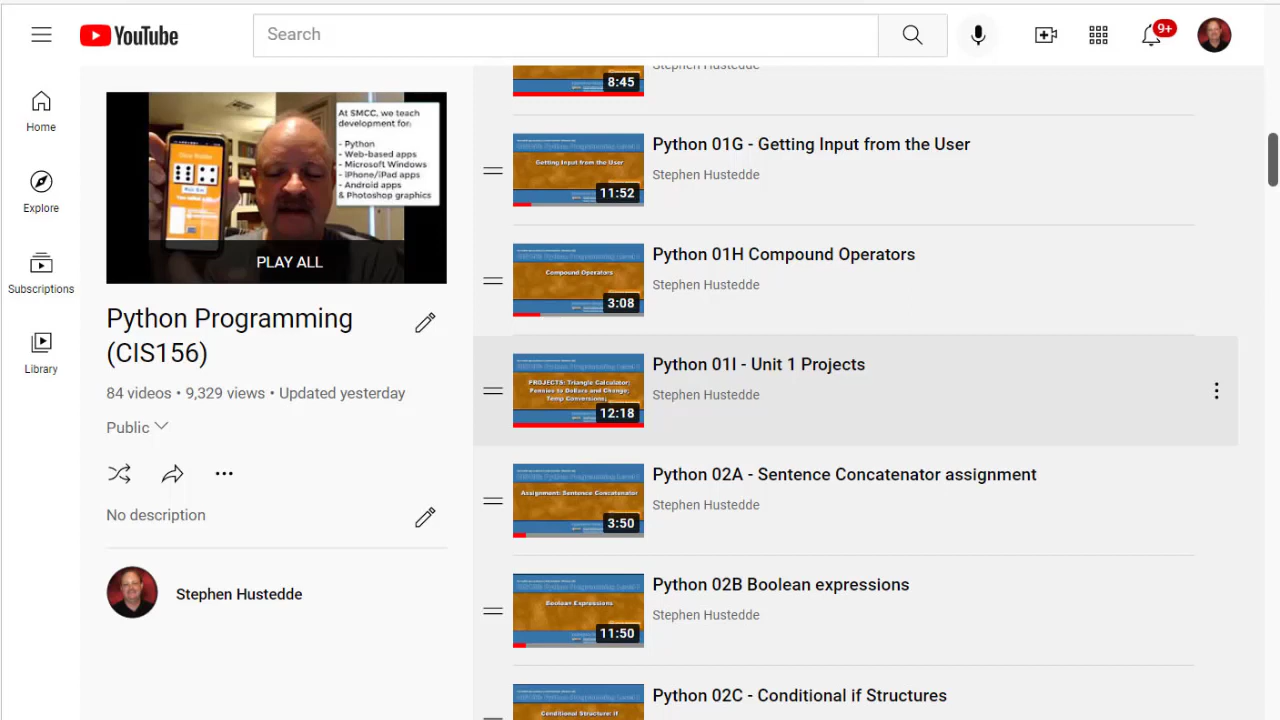 YouTube
Search
9+
Home
Explore
Subscriptions
Library
At SMCC, we teach
development for:
- Python
- Web-based apps
- Microsoft Windows
- iPhone/iPad apps
- Android apps
& Photoshop graphics
PLAY ALL
Python Programming
(CIS156)
84 videos • 9,329 views • Updated yesterday
Public
No description
Stephen Hustedde
8:45
Stephen Hustedde
Getting Input from the User
11:52
Python 01G - Getting Input from the User
Stephen Hustedde
Compound Operators
3:08
Python 01H Compound Operators
Stephen Hustedde
PROJECTS: Triangle Calculator;
Pennies to Dollars and Change;
Temp Conversions;
12:18
Python 01I - Unit 1 Projects
Stephen Hustedde
Assignment: Sentence Concatenator
3:50
Python 02A - Sentence Concatenator assignment
Stephen Hustedde
Boolean Expressions
11:50
Python 02B Boolean expressions
Stephen Hustedde
Conditional Structure: if
Python 02C - Conditional if Structures